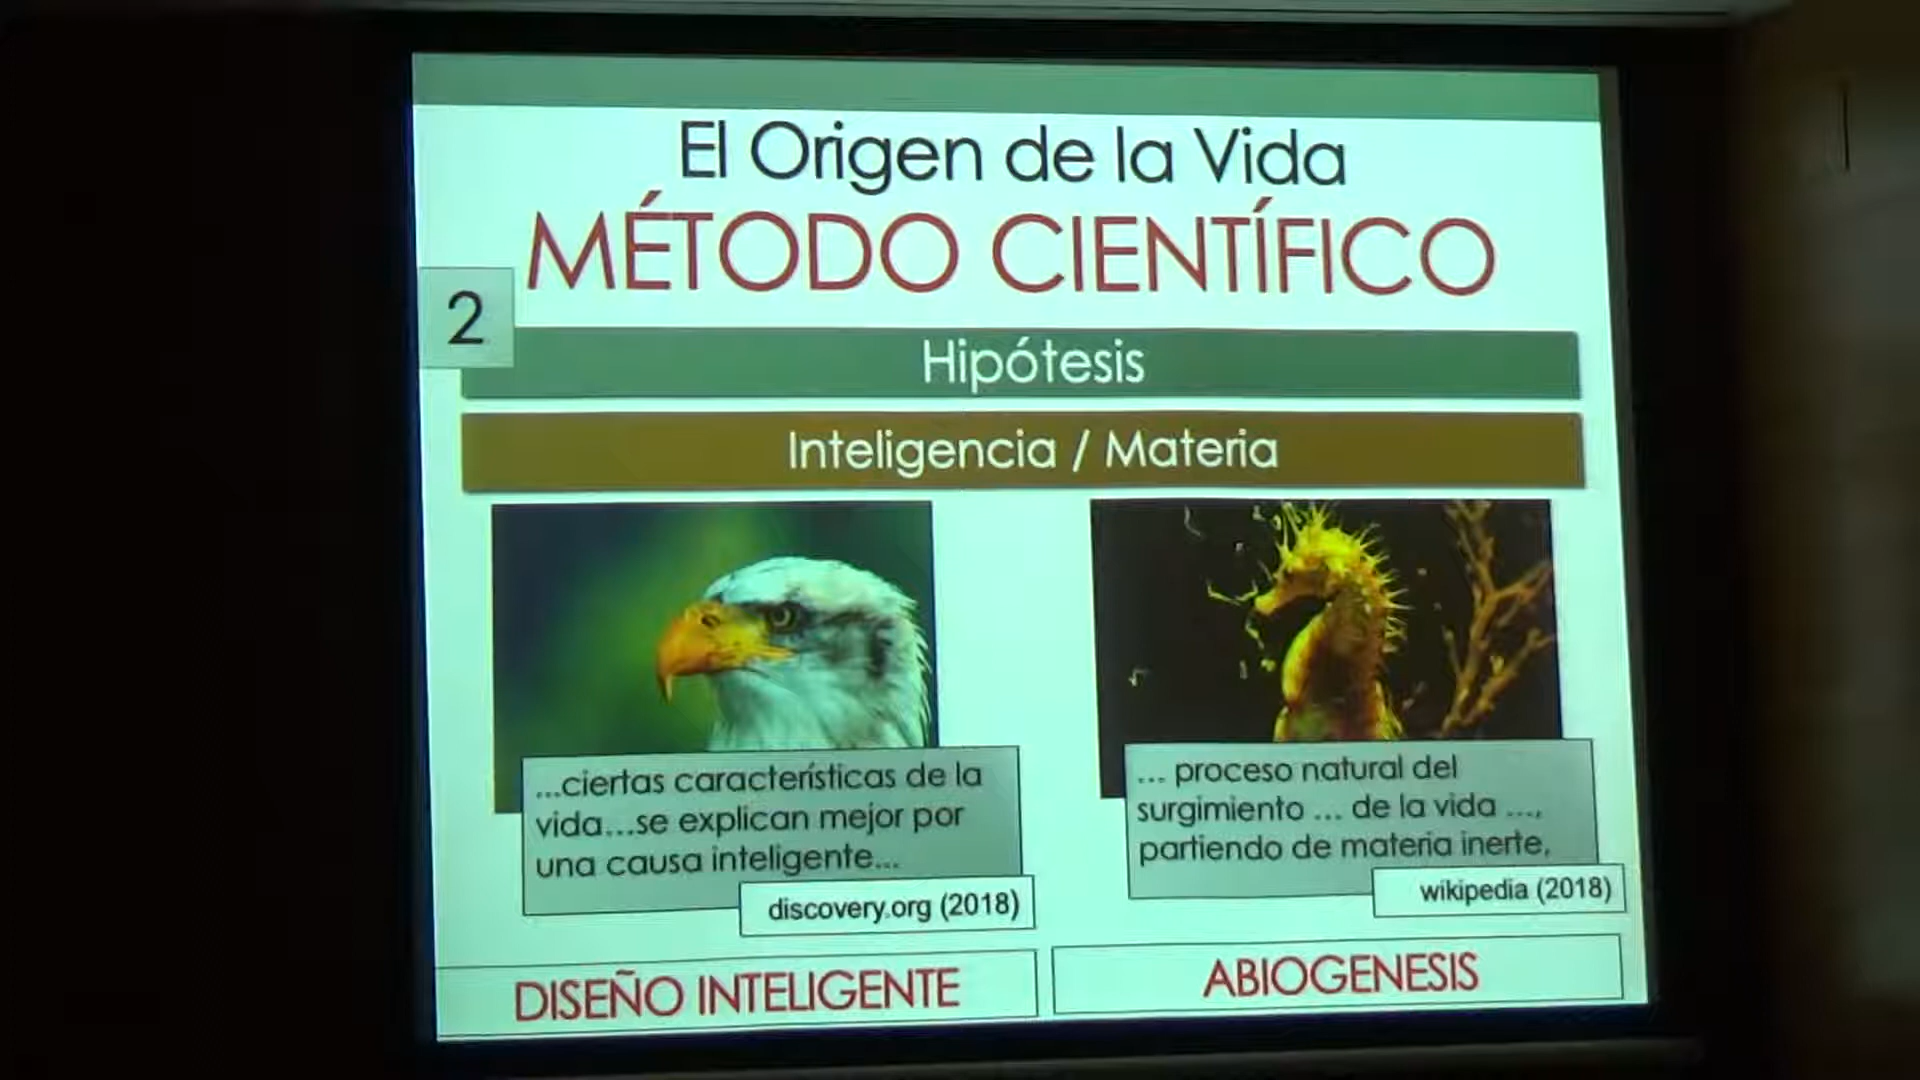 El Origen de la Vida
MÉTODO CIENTÍFICO
2
Hipótesis
Inteligencia / Materia
...ciertas características de la
vida...se explican mejor por
una causa inteligente...
discovery.org (2018)
DISEÑO INTELIGENTE
... proceso natural del
surgimiento ... de la vida ...,
partiendo de materia inerte,
wikipedia (2018)
ABIOGENESIS